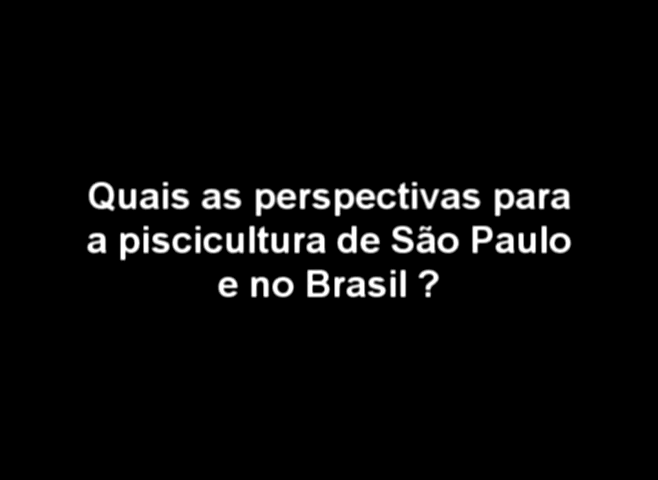 Quais as perspectivas para
a piscicultura de São Paulo
e no Brasil ?